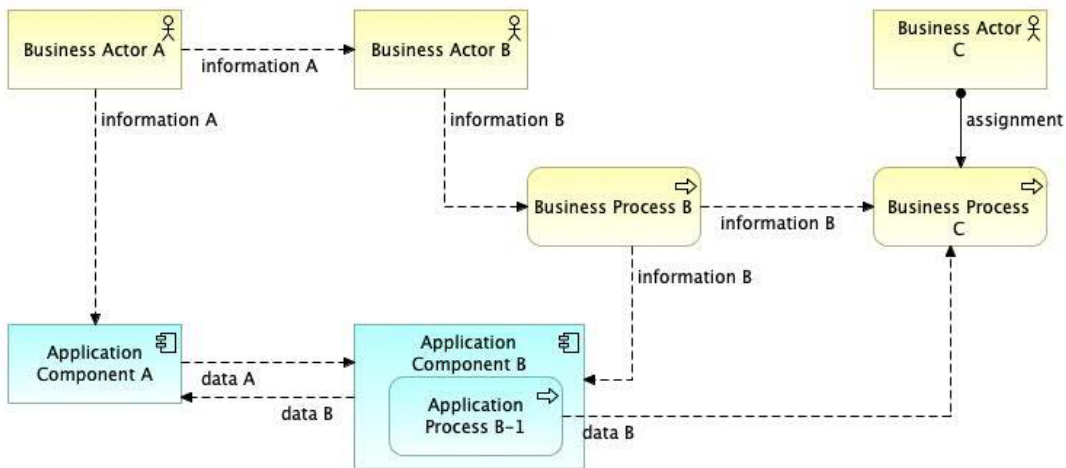 Business Actor A
information A
Business Actor B
Business Actor
C
information A
information B
assignment
Business Process B
information B
Business Process
C
information B
Application
Component A
data A
data B
Application
Component B
Application
Process B-1
data B